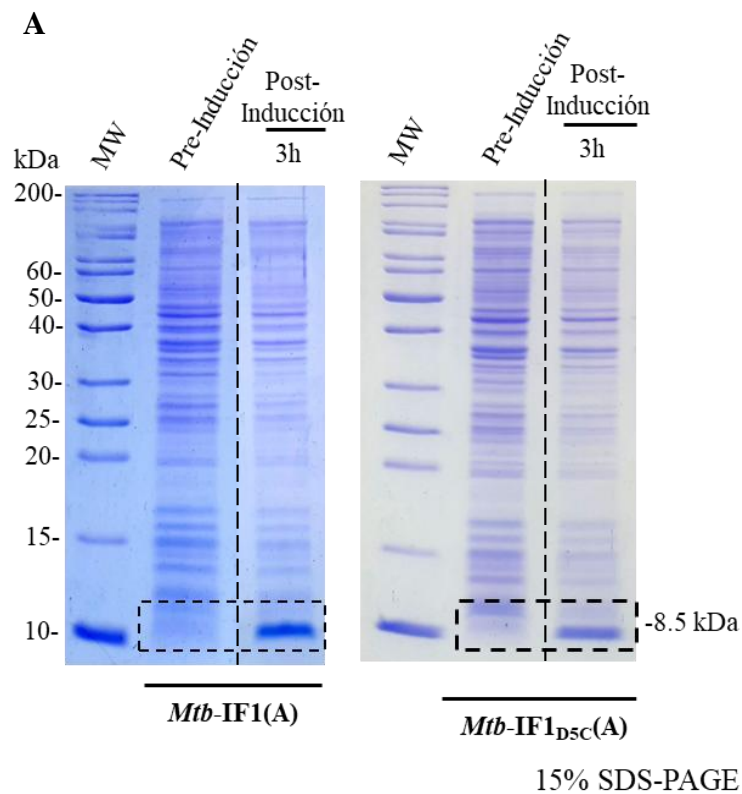 A
kDa
MW
Pre-Inducción
Post-
Inducción
3h
MW
Pre-Inducción
Post-
Inducción
3h
200-
60-
50-
40-
30-
25-
20-
15-
10-
-8.5 kDa
Mtb-IF1(A)
Mtb-IF1D5C(A)
15% SDS-PAGE